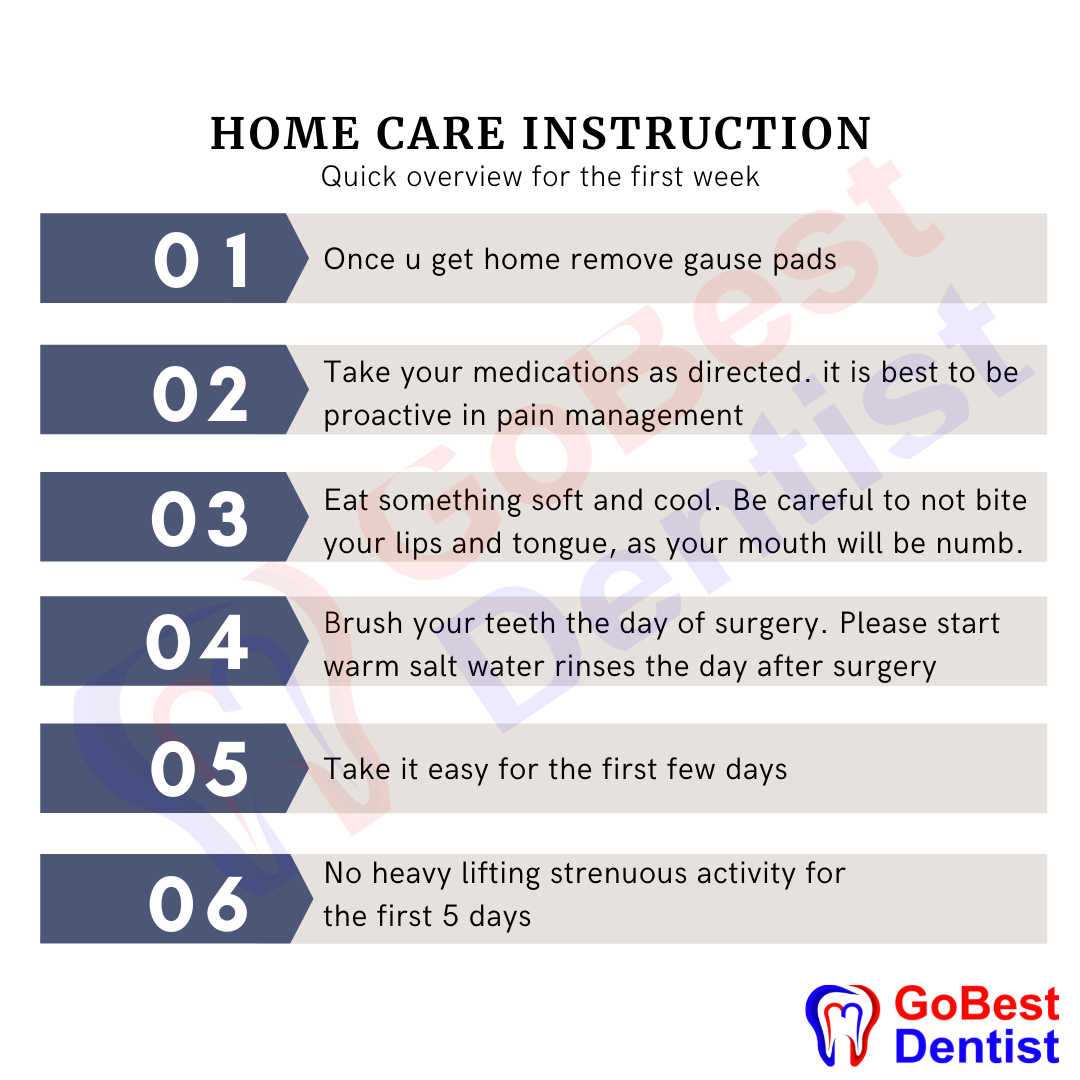 HOME CARE INSTRUCTION
Quick overview for the first week
01
Once u get home remove gause pads
02
Take your medications as directed. it is best to be
proactive in pain management
03
Eat something soft and cool. Be careful to not bite
your lips and tongue, as your mouth will be numb.
04
Brush your teeth the day of surgery. Please start
warm salt water rinses the day after surgery
05
Take it easy for the first few days
06
No heavy lifting strenuous activity for
the first 5 days
GoBest
Dentist
GoBest
Dentist